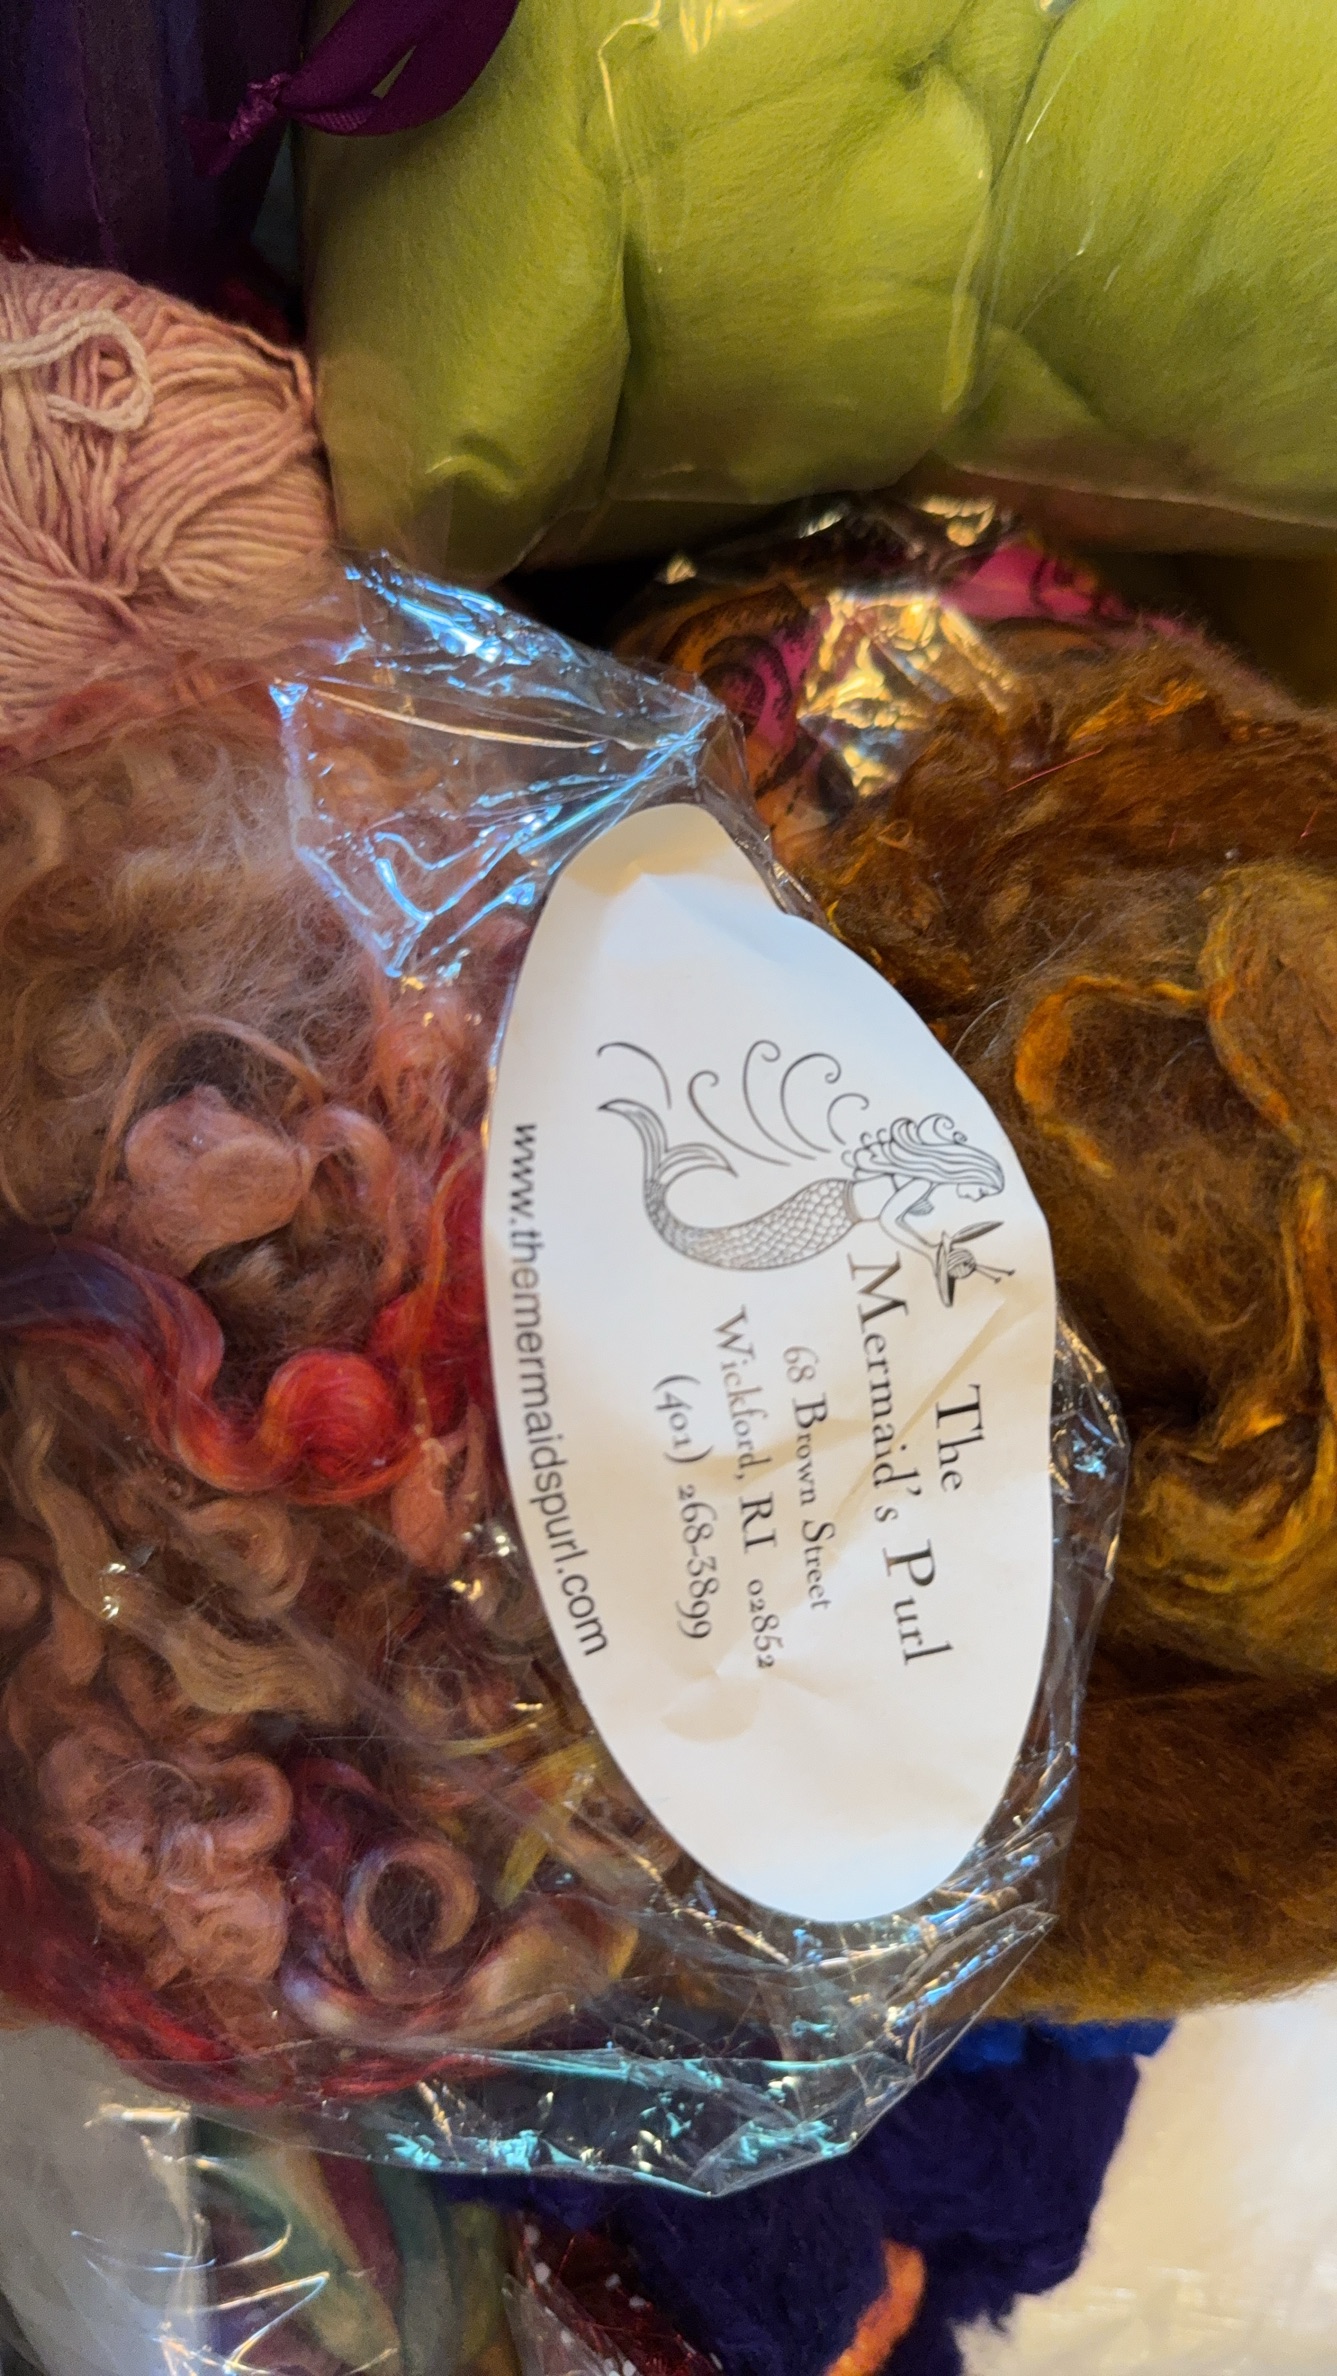 The
Mermaid's Purl
68 Brown Street
Wickford, RI 02852
(401) 268-3899
www.themermaidspurl.com